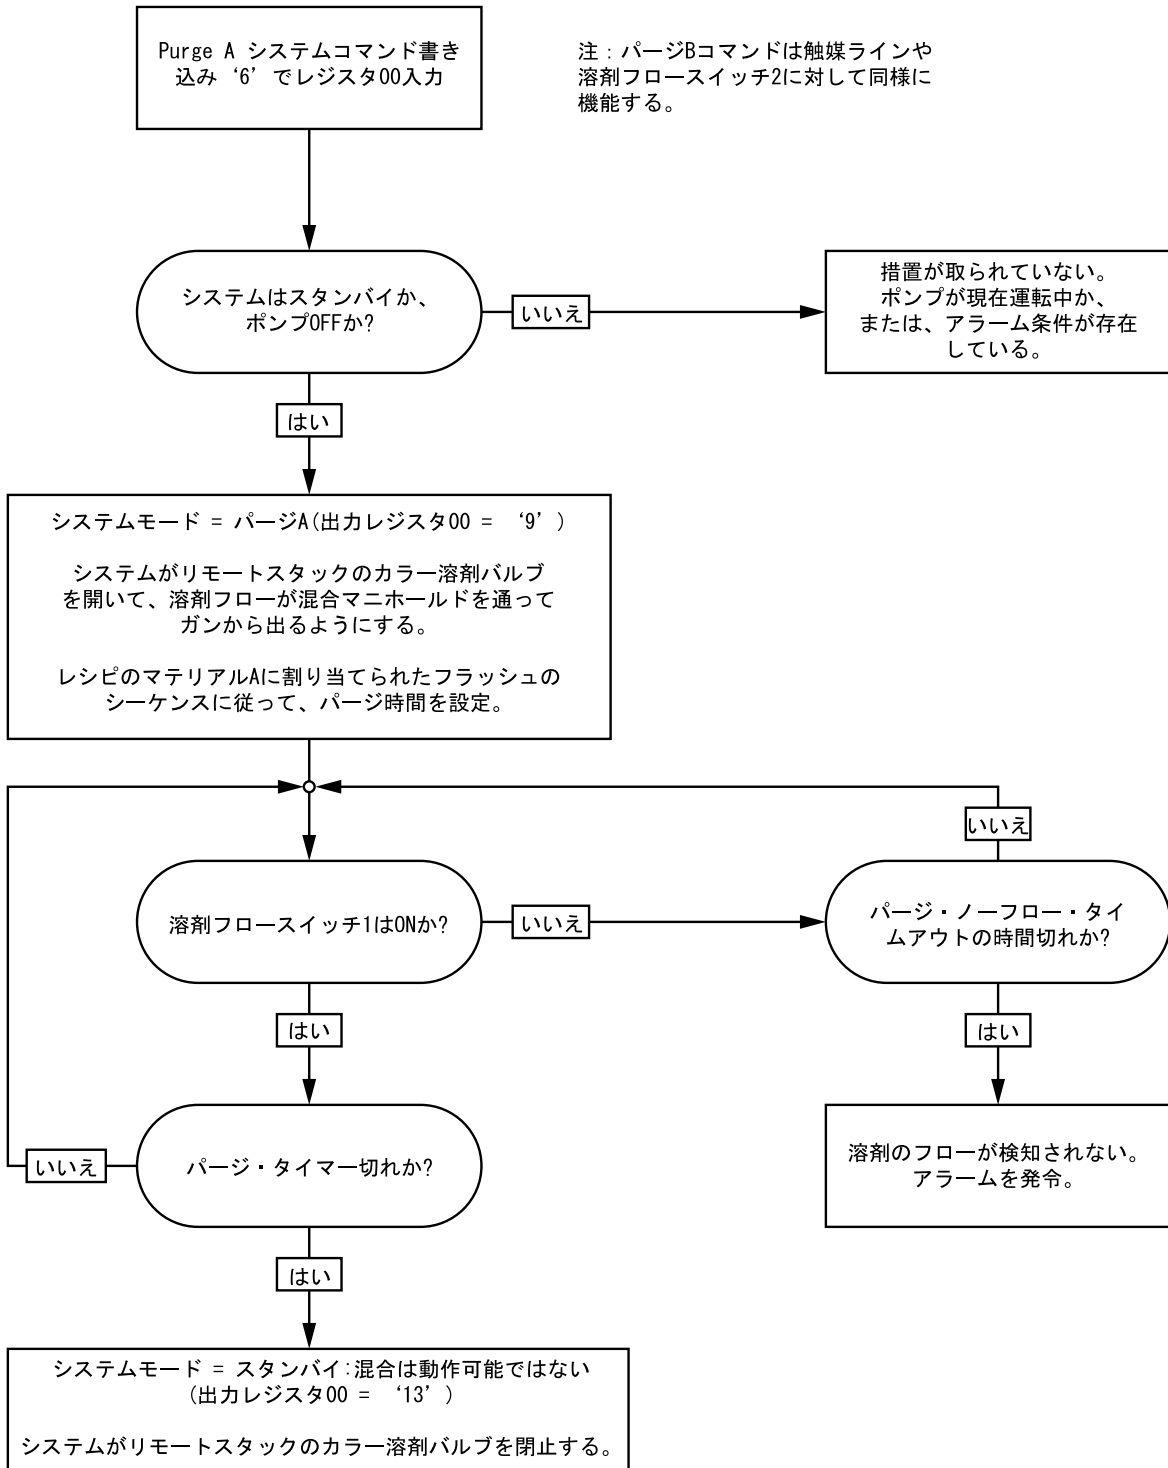 Purge A システムコマンド書き
込み ‘6’ でレジスタ00入力
注：パージBコマンドは触媒ラインや
溶剤フロースイッチ2に対して同様に
機能する。
システムはスタンバイか、
ポンプOFFか?
いいえ
措置が取られていない。
ポンプが現在運転中か、
または、アラーム条件が存在
している。
はい
システムモード = パージA(出力レジスタ00 = ‘9’)
システムがリモートスタックのカラー溶剤バルブ
を開いて、溶剤フローが混合マニホールドを通って
ガンから出るようにする。
レシピのマテリアルAに割り当てられたフラッシュの
シーケンスに従って、パージ時間を設定。
いいえ
溶剤フロースイッチ1はONか?
いいえ
パージ・ノーフロー・タイ
ムアウトの時間切れか?
はい
はい
いいえ
パージ・タイマー切れか?
溶剤のフローが検知されない。
アラームを発令。
はい
システムモード = スタンバイ:混合は動作可能ではない
(出力レジスタ00 = ‘13’)
システムがリモートスタックのカラー溶剤バルブを閉止する。